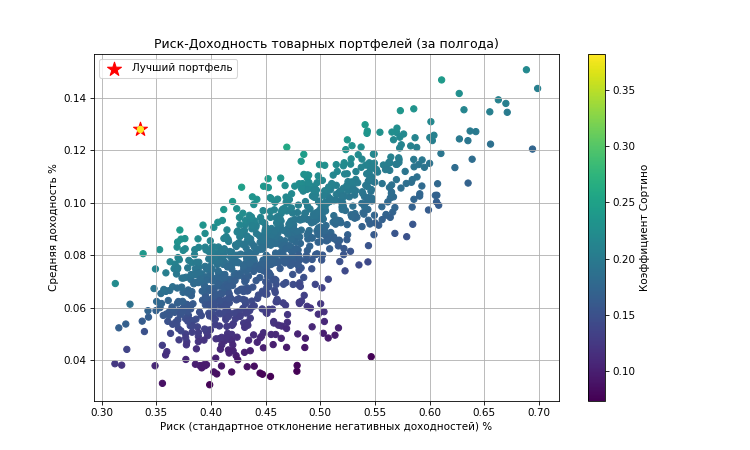 Риск-Доходность товарных портфелей (за полгода)
Лучший портфель
Средняя доходность %
0.14
0.12
0.10
0.08
0.06
0.04
0.30 0.35 0.40 0.45 0.50 0.55 0.60 0.65 0.70
Риск (стандартное отклонение негативных доходностей) %
0.35
0.35
0.30
0.25
0.20
0.15
0.10
Коэффициент Сортино